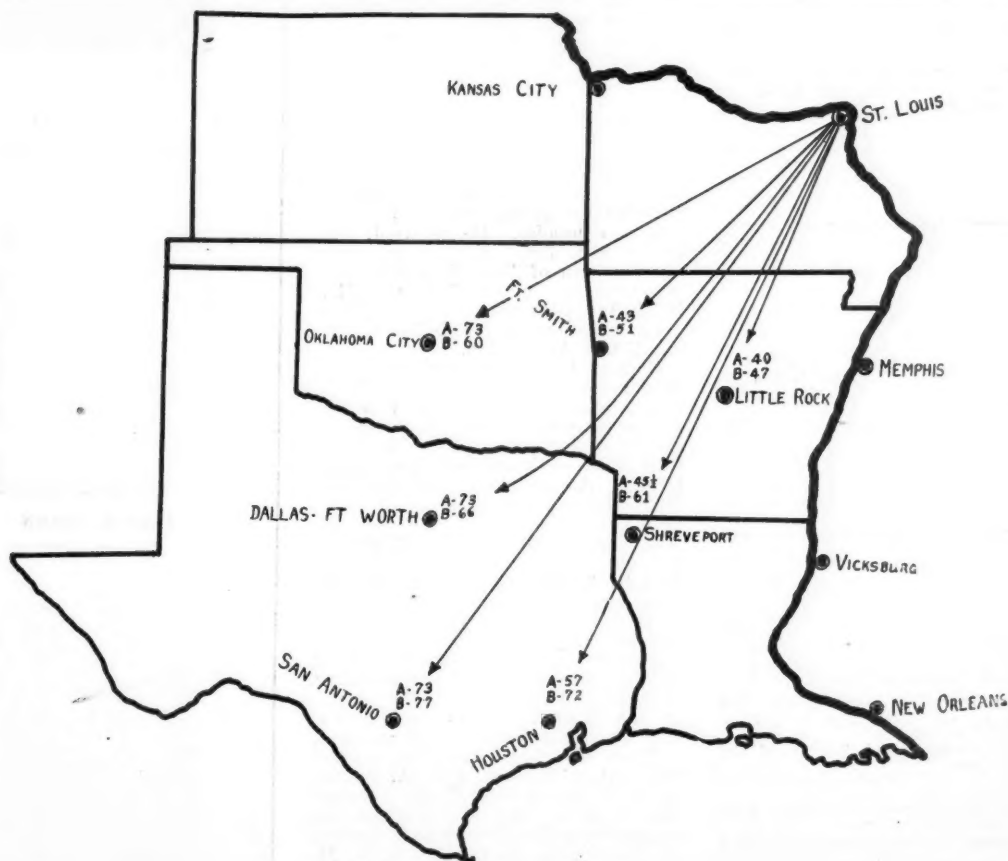 KANSAS CITY
ST. LOUIS
FT. SMITH
A-43
B-51
OKLAHOMA CITY
A-73
B-60
A-40
B-47
LITTLE ROCK
MEMPHIS
A-45½
B-61
DALLAS-FT WORTH
A-73
B-66
SHREVEPORT
VICKSBURG
SAN ANTONIO
A-73
B-77
A-57
B-72
HOUSTON
NEW ORLEANS